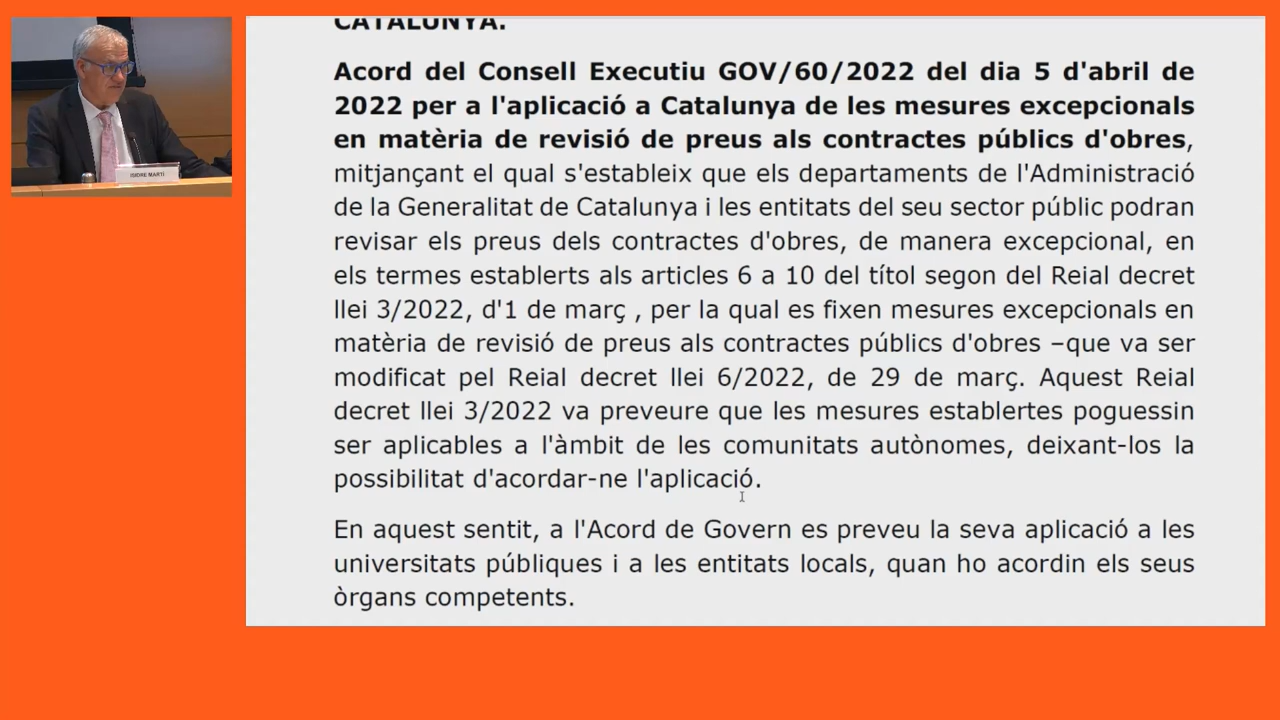 CATALUNYA.
Acord del Consell Executiu GOV/60/2022 del dia 5 d'abril de
2022 per a l'aplicació a Catalunya de les mesures excepcionals
en matèria de revisió de preus als contractes públics d'obres,
mitjançant el qual s'estableix que els departaments de l'Administració
de la Generalitat de Catalunya i les entitats del seu sector públic podran
revisar els preus dels contractes d'obres, de manera excepcional, en
els termes establerts als articles 6 a 10 del títol segon del Reial decret
llei 3/2022, d'1 de març , per la qual es fixen mesures excepcionals en
matèria de revisió de preus als contractes públics d'obres –que va ser
modificat pel Reial decret llei 6/2022, de 29 de març. Aquest Reial
decret llei 3/2022 va preveure que les mesures establertes poguessin
ser aplicables a l'àmbit de les comunitats autònomes, deixant-los la
possibilitat d'acordar-ne l'aplicació.
En aquest sentit, a l'Acord de Govern es preveu la seva aplicació a les
universitats públiques i a les entitats locals, quan ho acordin els seus
òrgans competents.
ISIDRE MARTÍ